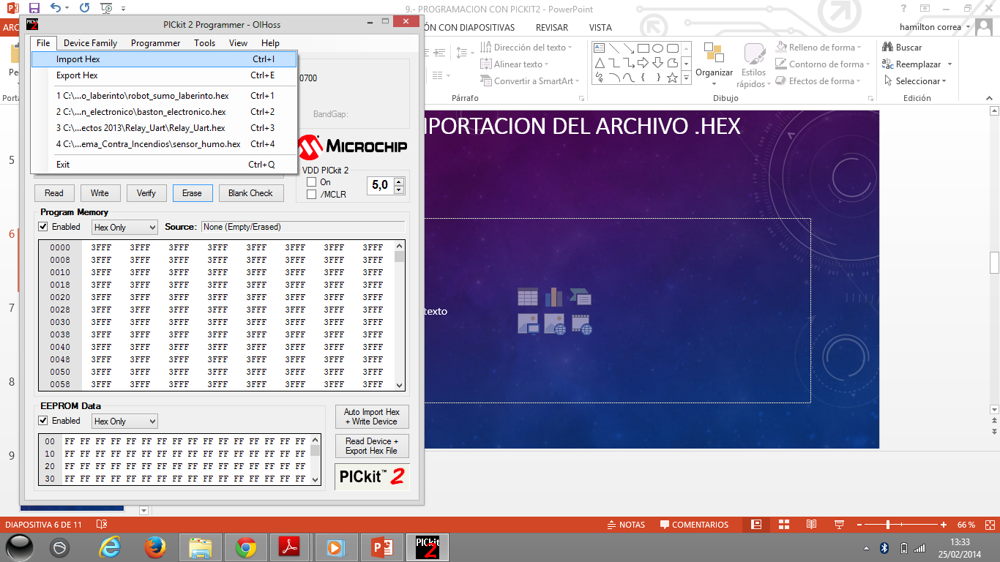 9.- PROGRAMACION CON PICKIT2 - PowerPoint
PICkit 2 Programmer - OIHoss
ÓN CON DIAPOSITIVAS REVISAR VISTA
hamilton correa
File Device Family Programmer Tools View Help
Import Hex Ctrl+I
Export Hex Ctrl+E
1 C:\...o_laberinto\robot_sumo_laberinto.hex Ctrl+1
2 C:\...n_electronico\baston_electronico.hex Ctrl+2
3 C:\...ectos 2013\Relay_Uart\Relay_Uart.hex Ctrl+3
4 C:\...ema_Contra_Incendios\sensor_humo.hex Ctrl+4
Exit Ctrl+Q
0700
BandGap:
MICROCHIP
VDD PICkit 2
On
/MCLR
5,0
Read Write Verify Erase Blank Check
Program Memory
Enabled Hex Only Source: None (Empty/Erased)
0000 3FFF 3FFF 3FFF 3FFF 3FFF 3FFF 3FFF 3FFF
0008 3FFF 3FFF 3FFF 3FFF 3FFF 3FFF 3FFF 3FFF
0010 3FFF 3FFF 3FFF 3FFF 3FFF 3FFF 3FFF 3FFF
0018 3FFF 3FFF 3FFF 3FFF 3FFF 3FFF 3FFF 3FFF
0020 3FFF 3FFF 3FFF 3FFF 3FFF 3FFF 3FFF 3FFF
0028 3FFF 3FFF 3FFF 3FFF 3FFF 3FFF 3FFF 3FFF
0030 3FFF 3FFF 3FFF 3FFF 3FFF 3FFF 3FFF 3FFF
0038 3FFF 3FFF 3FFF 3FFF 3FFF 3FFF 3FFF 3FFF
0040 3FFF 3FFF 3FFF 3FFF 3FFF 3FFF 3FFF 3FFF
0048 3FFF 3FFF 3FFF 3FFF 3FFF 3FFF 3FFF 3FFF
0050 3FFF 3FFF 3FFF 3FFF 3FFF 3FFF 3FFF 3FFF
0058 3FFF 3FFF 3FFF 3FFF 3FFF 3FFF 3FFF 3FFF
EEPROM Data
Enabled Hex Only
00 FF FF FF FF FF FF FF FF FF FF FF FF FF FF FF FF
10 FF FF FF FF FF FF FF FF FF FF FF FF FF FF FF FF
20 FF FF FF FF FF FF FF FF FF FF FF FF FF FF FF FF
30 FF FF FF FF FF FF FF FF FF FF FF FF FF FF FF FF
Auto Import Hex
+ Write Device
Read Device +
Export Hex File
PICkit™ 2
ARC
Pe
Porta
Dirección del texto
Alinear texto
Convertir a SmartArt
Párrafo
Organizar
Estilos
rápidos
Relleno de forma
Contorno de forma
Efectos de forma
Dibujo
Buscar
Reemplazar
Seleccionar
Edición
5
6
7
8
9
MPORTACION DEL ARCHIVO .HEX
texto
DIAPOSITIVA 6 DE 11
NOTAS
COMENTARIOS
66 %
PICkit
2
13:33
25/02/2014